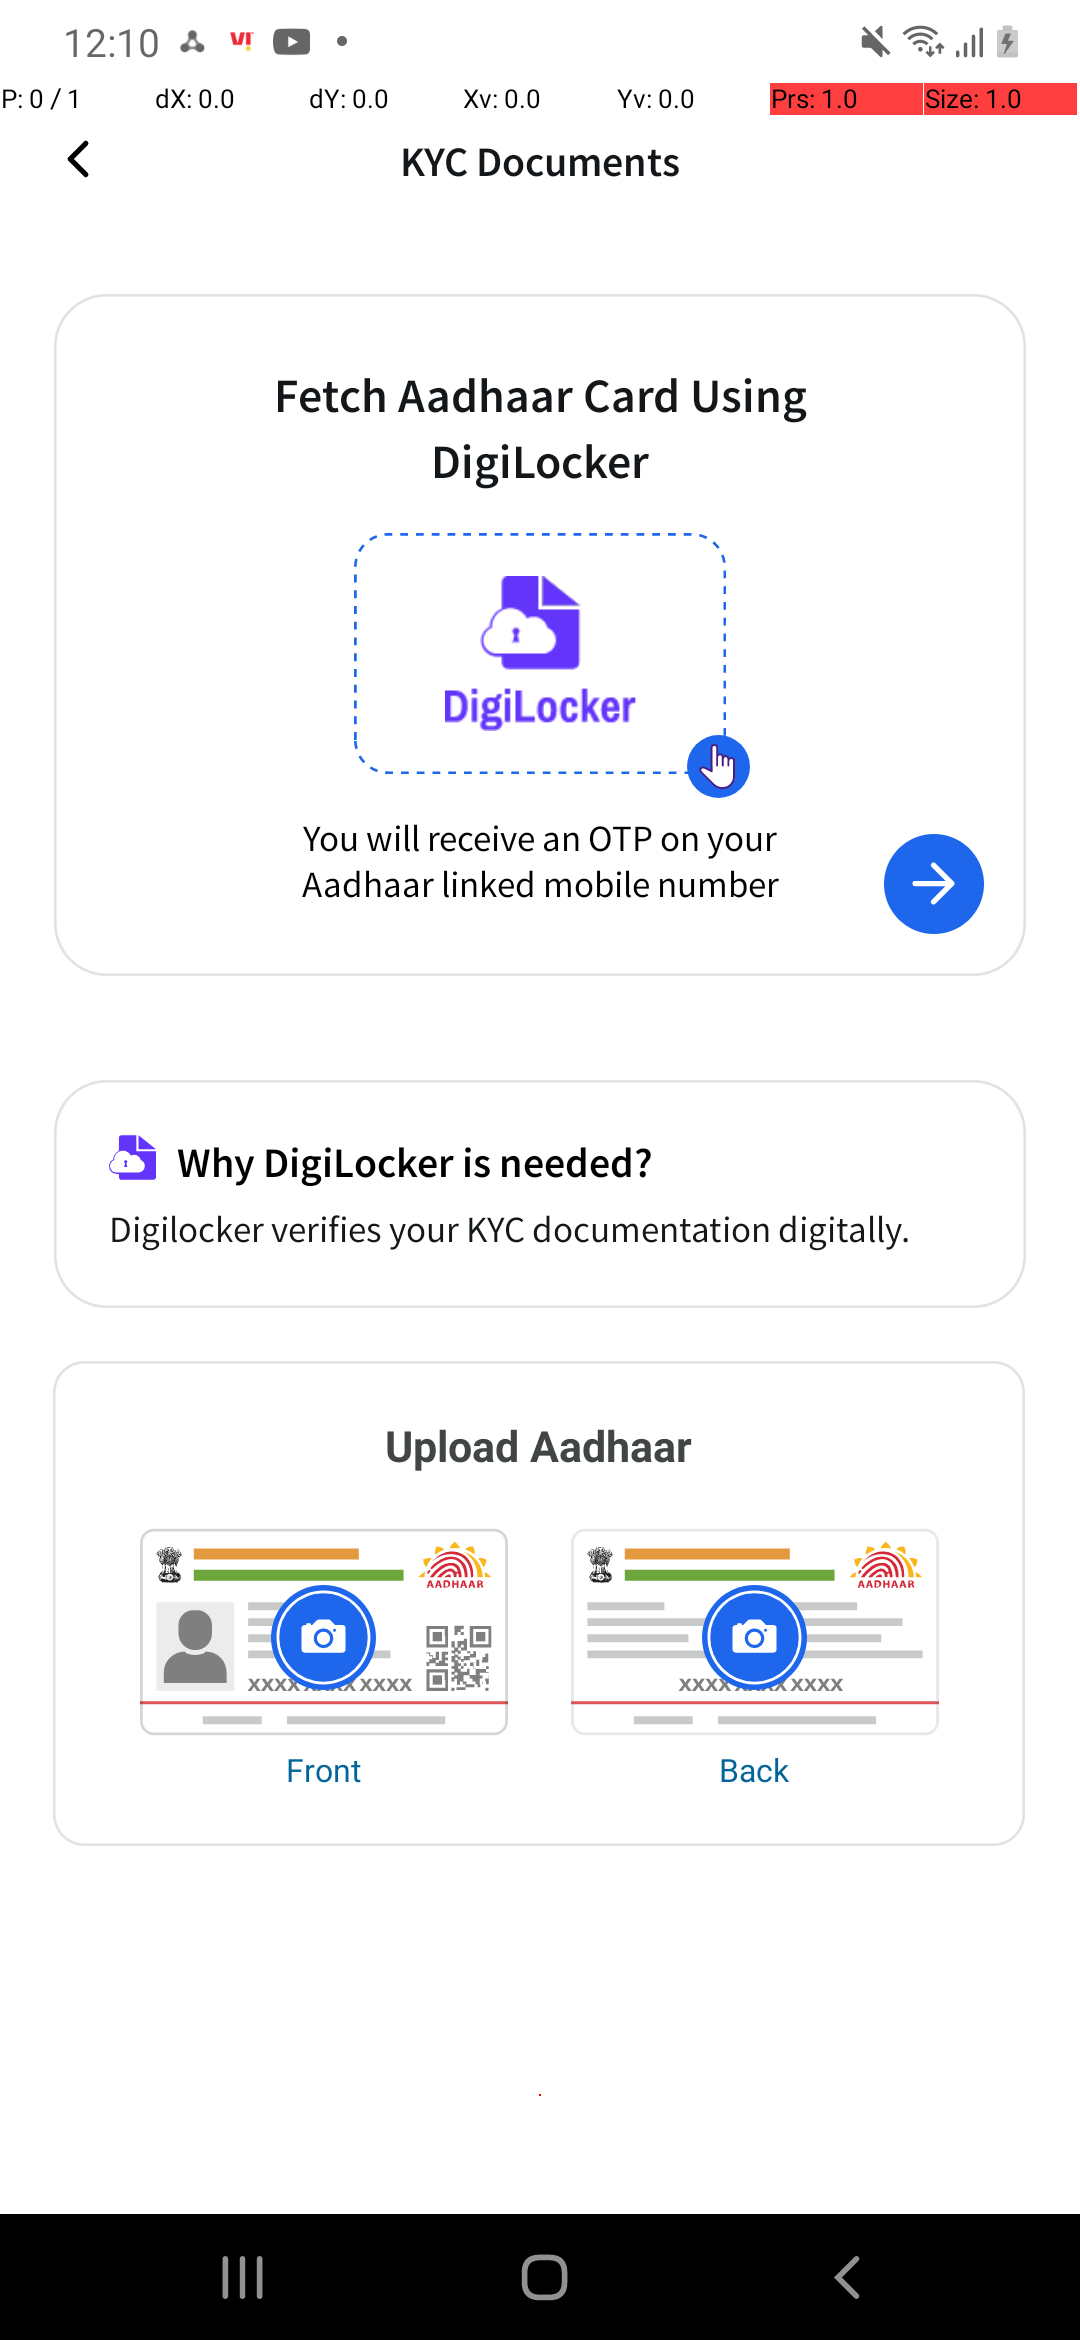 12:10 VI!
P: 0 / 1 dX: 0.0 dY: 0.0 Xv: 0.0 Yv: 0.0 Prs: 1.0 Size: 1.0
KYC Documents
Fetch Aadhaar Card Using
DigiLocker
DigiLocker
You will receive an OTP on your
Aadhaar linked mobile number
Why DigiLocker is needed?
Digilocker verifies your KYC documentation digitally.
Upload Aadhaar
AADHAAR AADHAAR
XXXX XXXX XXXX XXXX XXXX XXXX
Front Back